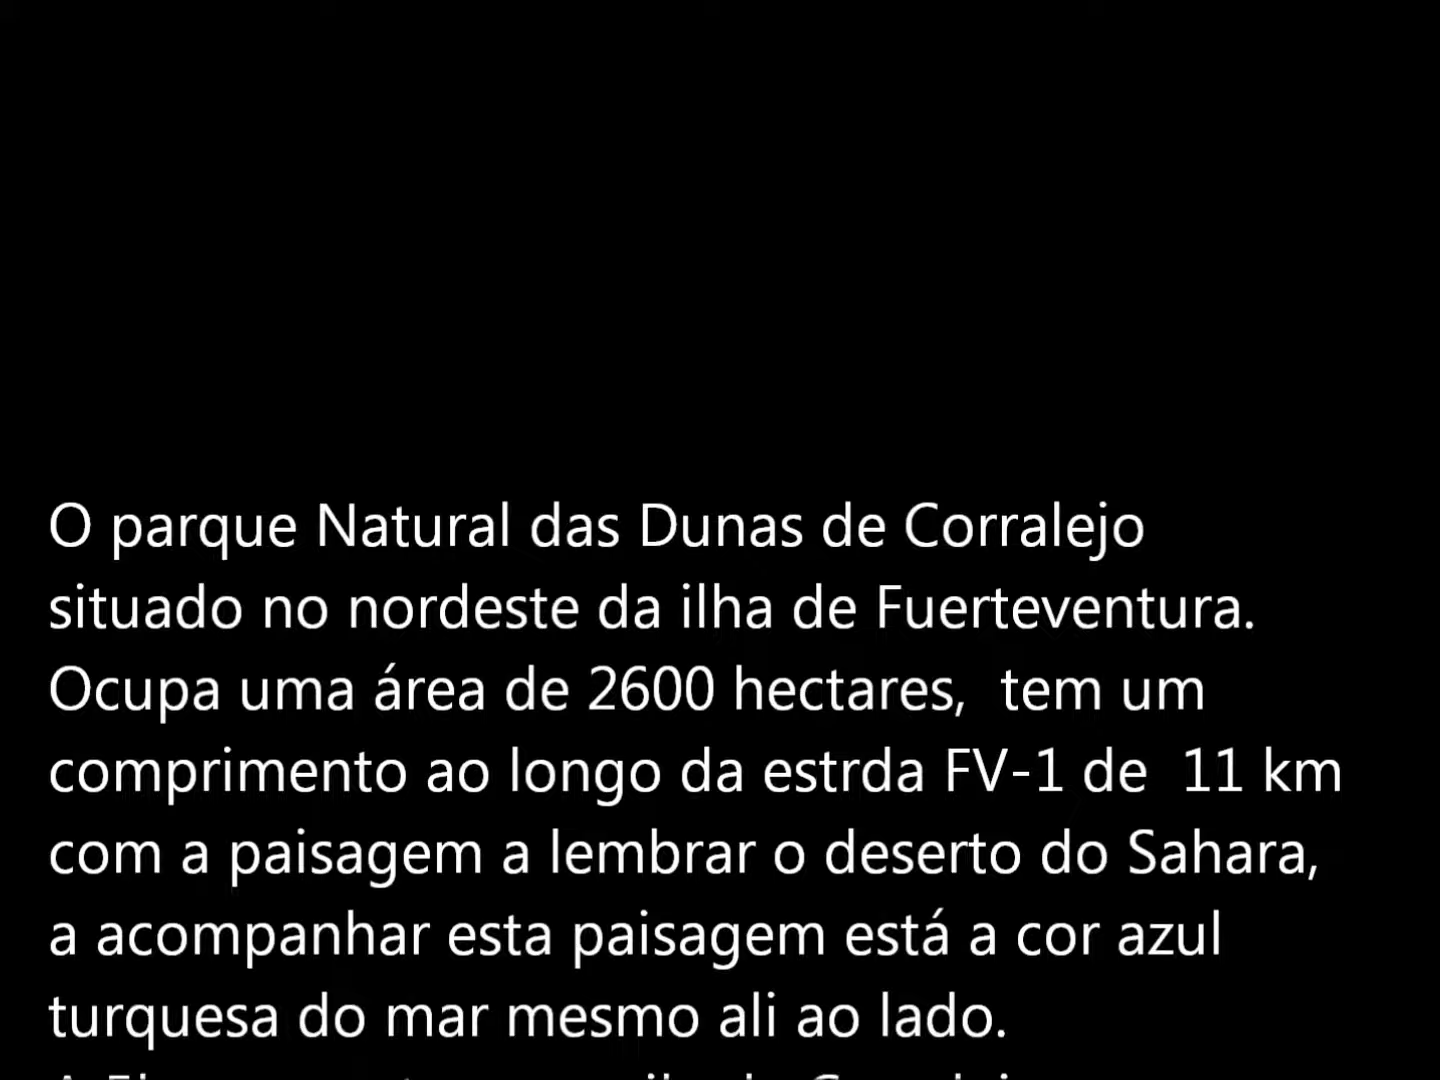 O parque Natural das Dunas de Corralejo
situado no nordeste da ilha de Fuerteventura.
Ocupa uma área de 2600 hectares,  tem um
comprimento ao longo da estrda FV-1 de  11 km
com a paisagem a lembrar o deserto do Sahara,
a acompanhar esta paisagem está a cor azul
turquesa do mar mesmo ali ao lado.